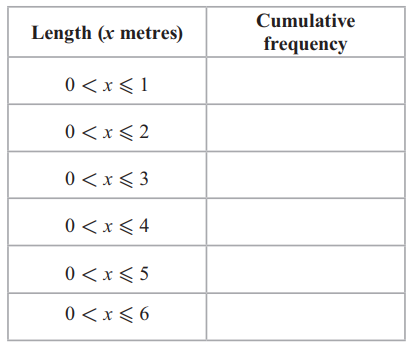 Length (x metres)
Cumulative
frequency
0 < x ⩽ 1
0 < x ⩽ 2
0 < x ⩽ 3
0 < x ⩽ 4
0 < x ⩽ 5
0 < x ⩽ 6